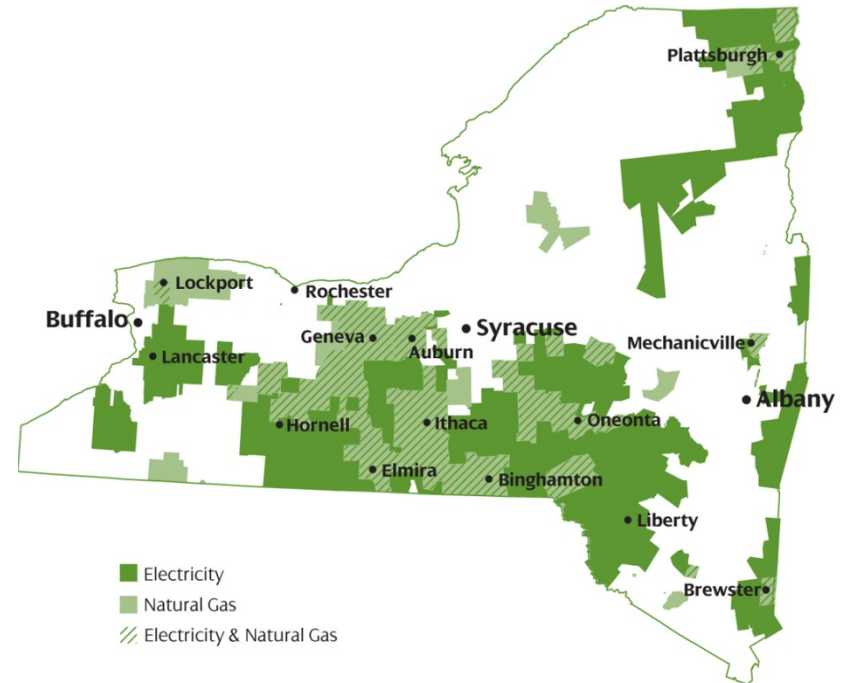 Plattsburgh
Lockport
Rochester
Buffalo
Syracuse
Geneva
Auburn
Mechanicville
Lancaster
Albany
Hornell
Ithaca
Oneonta
Elmira
Binghamton
Liberty
Electricity
Brewster
Natural Gas
Electricity & Natural Gas